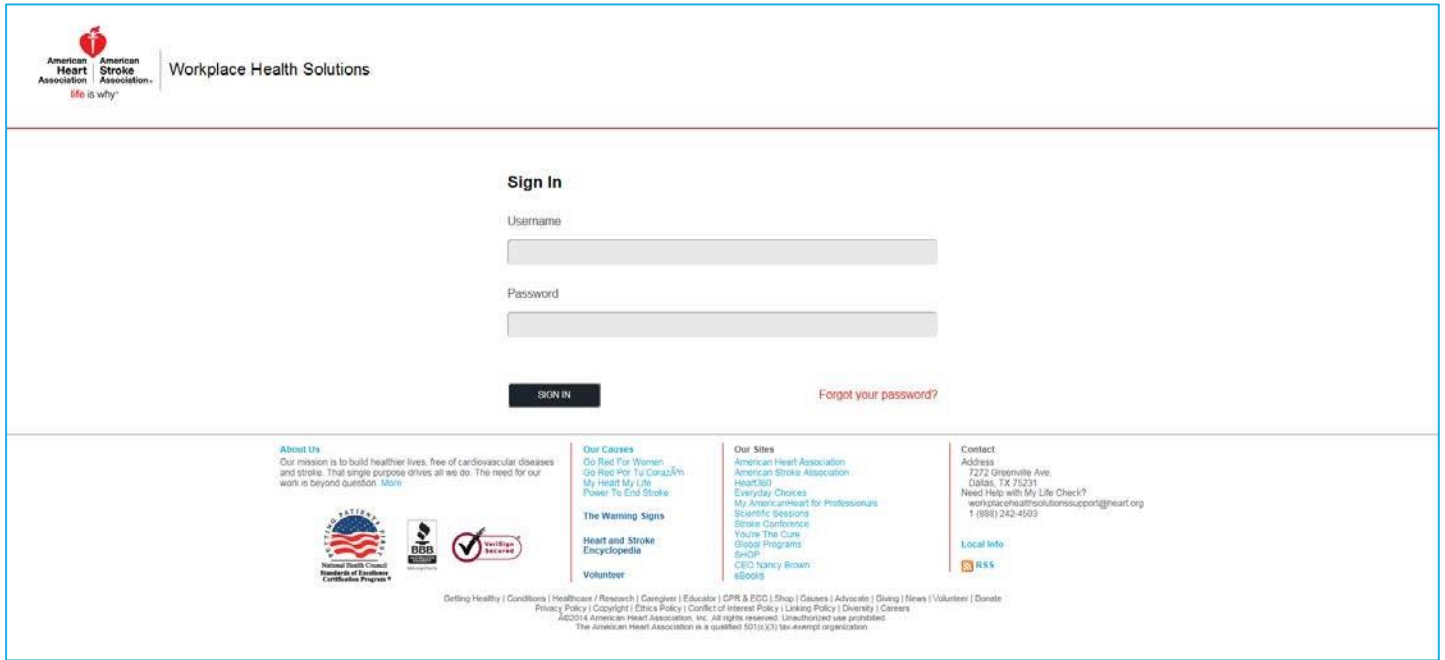 American Heart Association
American Stroke Association®
life is why™
Workplace Health Solutions
Sign In
Username
Password
SIGN IN
Forgot your password?
About Us
Our mission is to build healthier lives, free of cardiovascular diseases
and stroke. That single purpose drives all we do. The need for our
work is beyond question. More
PUTTING PATIENTS FIRST
National Health Council
Standards of Excellence
Certification Program ®
BBB
VeriSign
Secured
Our Causes
Go Red For Women
Go Red Por Tu CorazÃ³n
My Heart My Life
Power To End Stroke
The Warning Signs
Heart and Stroke
Encyclopedia
Volunteer
Our Sites
American Heart Association
American Stroke Association
Heart360
Everyday Choices
My AmericanHeart for Professionals
Scientific Sessions
Stroke Conference
You're The Cure
Global Programs
SHOP
CEO Nancy Brown
eBooks
Contact
Address
7272 Greenville Ave.
Dallas, TX 75231
Need Help with My Life Check?
workplacehealthsolutionssupport@heart.org
1 (888) 242-4503
Local Info
RSS
Getting Healthy | Conditions | Healthcare / Research | Caregiver | Educator | CPR & ECC | Shop | Causes | Advocate | Giving | News | Volunteer | Donate
Privacy Policy | Copyright | Ethics Policy | Conflict of Interest Policy | Linking Policy | Diversity | Careers
Â©2014 American Heart Association, Inc. All rights reserved. Unauthorized use prohibited.
The American Heart Association is a qualified 501(c)(3) tax-exempt organization